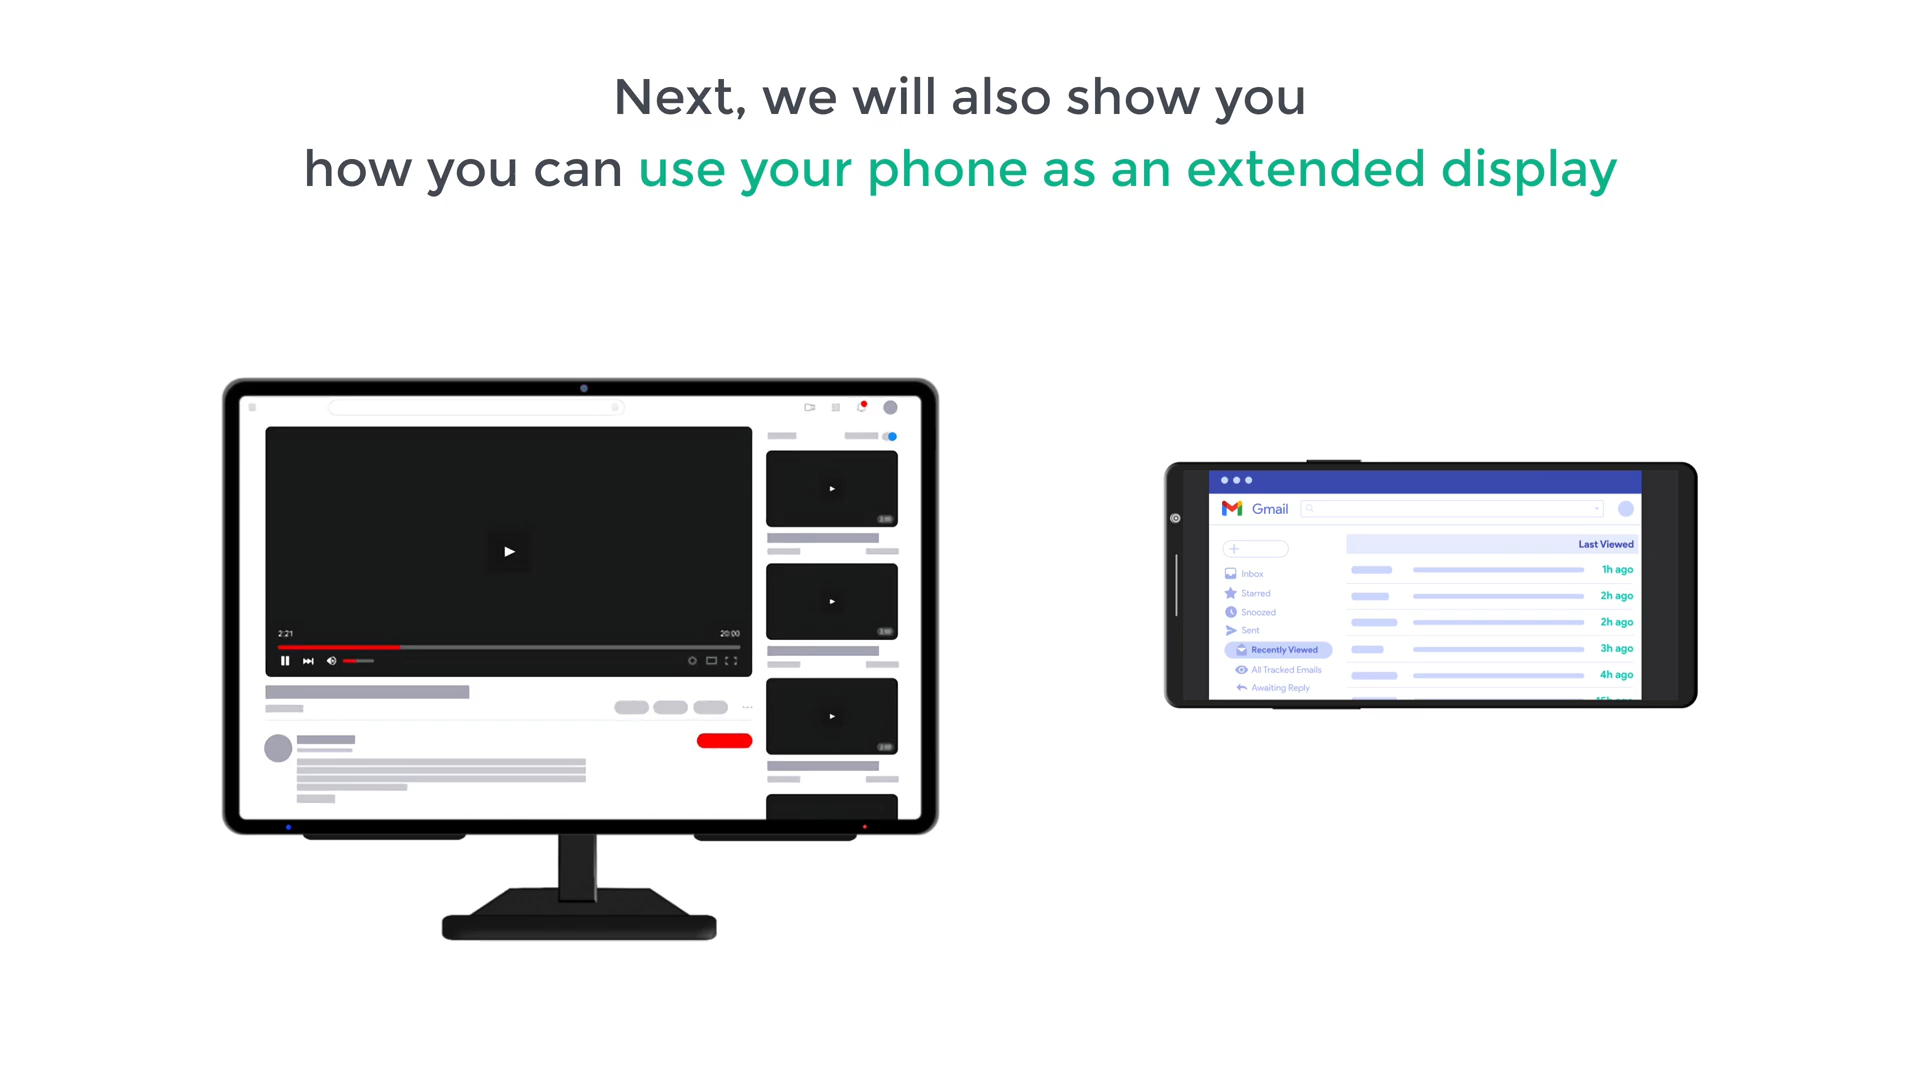 Next, we will also show you
how you can use your phone as an extended display
2:21
20:00
Gmail
Last Viewed
Inbox
1h ago
Starred
2h ago
Snoozed
2h ago
Sent
Recently Viewed
3h ago
All Tracked Emails
4h ago
Awaiting Reply